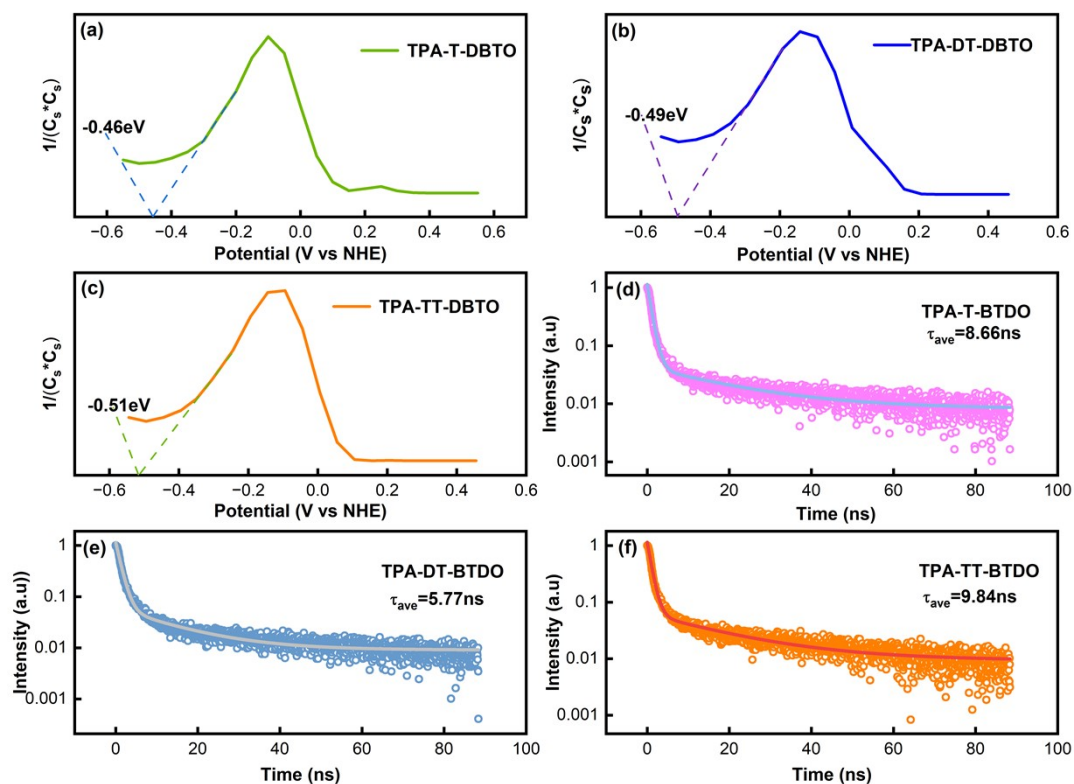 (a)
TPA-T-DBTO
1/(Cs*Cs)
-0.46eV
−0.6 −0.4 −0.2 0.0 0.2 0.4 0.6
Potential (V vs NHE)
(b)
TPA-DT-DBTO
1/Cs*Cs)
-0.49eV
−0.6 −0.4 −0.2 0.0 0.2 0.4 0.6
Potential (V vs NHE)
(c)
TPA-TT-DBTO
1/(Cs*Cs)
-0.51eV
−0.6 −0.4 −0.2 0.0 0.2 0.4 0.6
Potential (V vs NHE)
(d)
TPA-T-BTDO
τave=8.66ns
Intensity (a.u)
1
0.1
0.01
0.001
0 20 40 60 80 100
Time (ns)
(e)
TPA-DT-BTDO
τave=5.77ns
Intensity (a.u))
1
0.1
0.01
0.001
0 20 40 60 80 100
Time (ns)
(f)
TPA-TT-BTDO
τave=9.84ns
Intensity (a.u)
1
0.1
0.01
0.001
0 20 40 60 80 100
Time (ns)